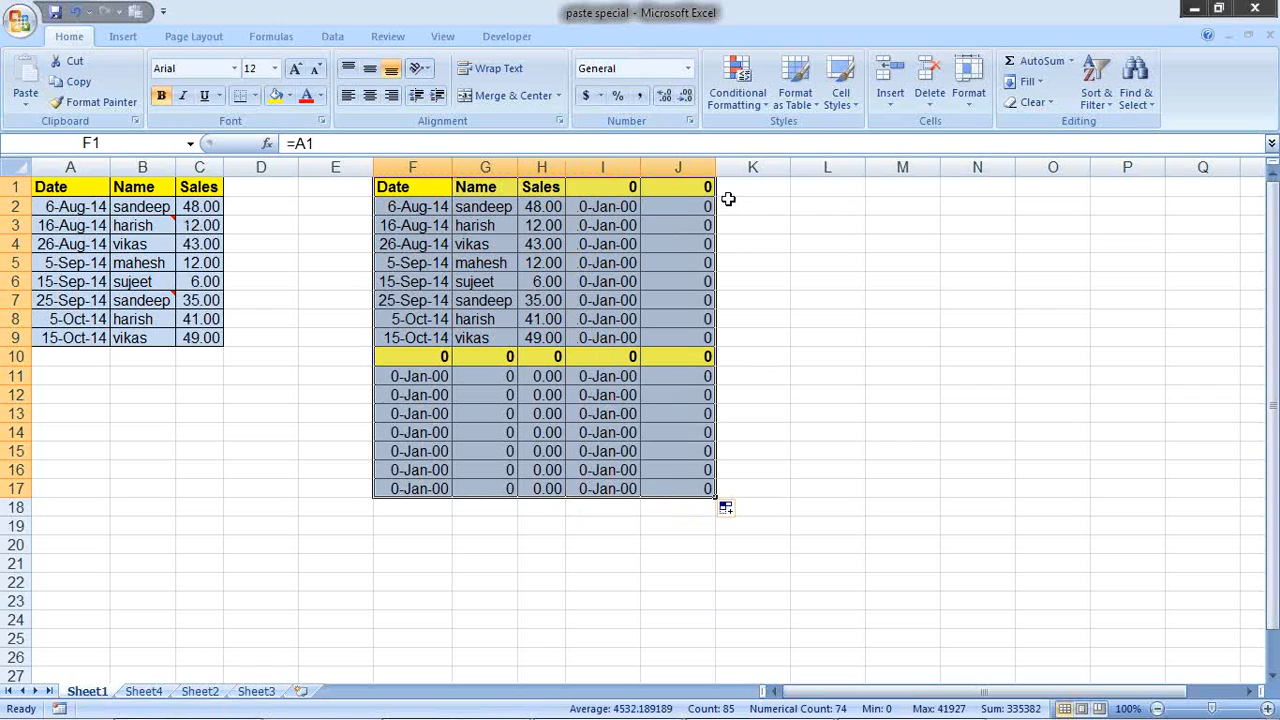 paste special - Microsoft Excel
Home Insert Page Layout Formulas Data Review View Developer
Paste Cut Copy Format Painter Clipboard
Arial 12 A A B I U A Font
Wrap Text Merge & Center Alignment
General $ % , Number
Conditional Formatting Format as Table Cell Styles Styles
Insert Delete Format Cells
Σ AutoSum Fill Clear Sort & Filter Find & Select Editing
F1 fx =A1
A B C D E F G H I J K L M N O P Q
1 Date Name Sales Date Name Sales 0 0
2 6-Aug-14 sandeep 48.00 6-Aug-14 sandeep 48.00 0-Jan-00 0
3 16-Aug-14 harish 12.00 16-Aug-14 harish 12.00 0-Jan-00 0
4 26-Aug-14 vikas 43.00 26-Aug-14 vikas 43.00 0-Jan-00 0
5 5-Sep-14 mahesh 12.00 5-Sep-14 mahesh 12.00 0-Jan-00 0
6 15-Sep-14 sujeet 6.00 15-Sep-14 sujeet 6.00 0-Jan-00 0
7 25-Sep-14 sandeep 35.00 25-Sep-14 sandeep 35.00 0-Jan-00 0
8 5-Oct-14 harish 41.00 5-Oct-14 harish 41.00 0-Jan-00 0
9 15-Oct-14 vikas 49.00 15-Oct-14 vikas 49.00 0-Jan-00 0
10 0 0 0 0 0
11 0-Jan-00 0 0.00 0-Jan-00 0
12 0-Jan-00 0 0.00 0-Jan-00 0
13 0-Jan-00 0 0.00 0-Jan-00 0
14 0-Jan-00 0 0.00 0-Jan-00 0
15 0-Jan-00 0 0.00 0-Jan-00 0
16 0-Jan-00 0 0.00 0-Jan-00 0
17 0-Jan-00 0 0.00 0-Jan-00 0
18
19
20
21
22
23
24
25
26
27
Sheet1 Sheet4 Sheet2 Sheet3
Ready Average: 4532.189189 Count: 85 Numerical Count: 74 Min: 0 Max: 41927 Sum: 335382 100%